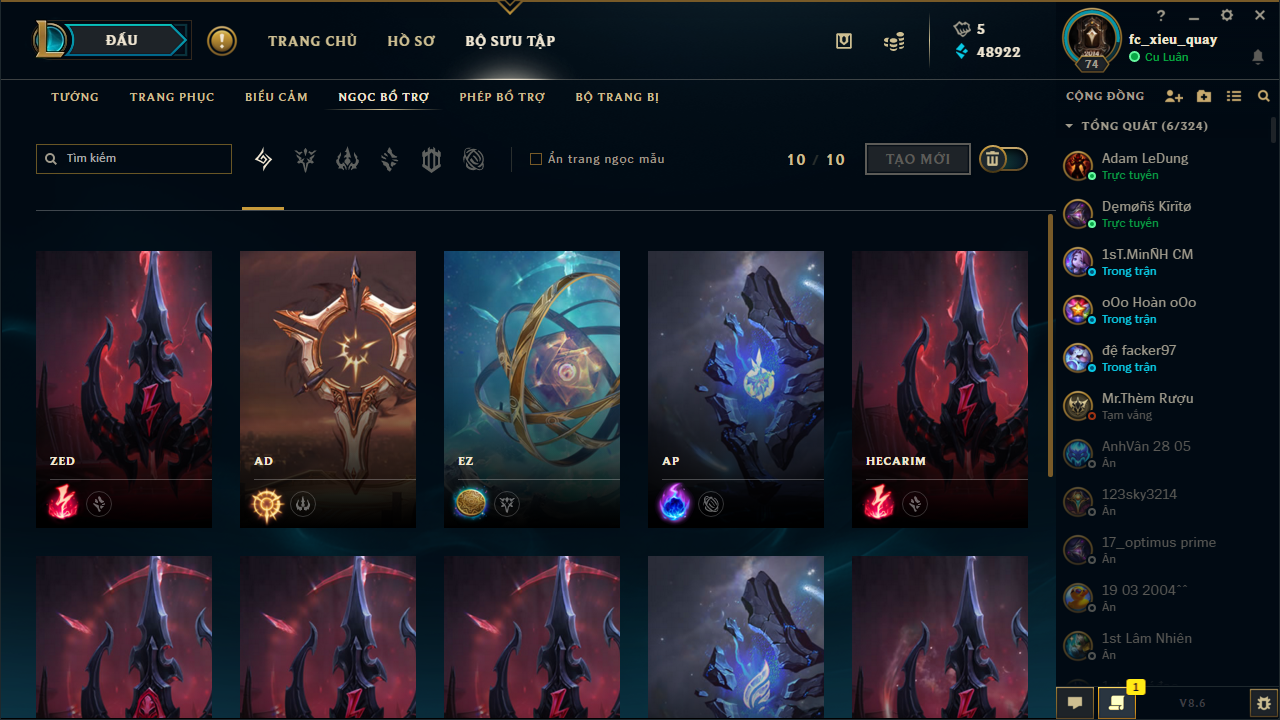 ĐẤU
TRANG CHỦ
HỒ SƠ
BỘ SƯU TẬP
5
48922
2014
74
fc_xieu_quay
Cu Luân
TƯỚNG
TRANG PHỤC
BIỂU CẢM
NGỌC BỔ TRỢ
PHÉP BỔ TRỢ
BỘ TRANG BỊ
CỘNG ĐỒNG
TỔNG QUÁT (6/324)
Tìm kiếm
Ẩn trang ngọc mẫu
10 / 10
TẠO MỚI
ZED
AD
EZ
AP
HECARIM
Adam LeDung
Trực tuyến
Dęmøñš Kīrītø
Trực tuyến
1sT.MinÑH CM
Trong trận
oOo Hoàn oOo
Trong trận
đệ facker97
Trong trận
Mr.Thèm Rượu
Tạm vắng
AnhVân 28 05
Ẩn
123sky3214
Ẩn
17_optimus prime
Ẩn
19 03 2004ˆˆ
Ẩn
1st Lâm Nhiên
Ẩn
1
V8.6